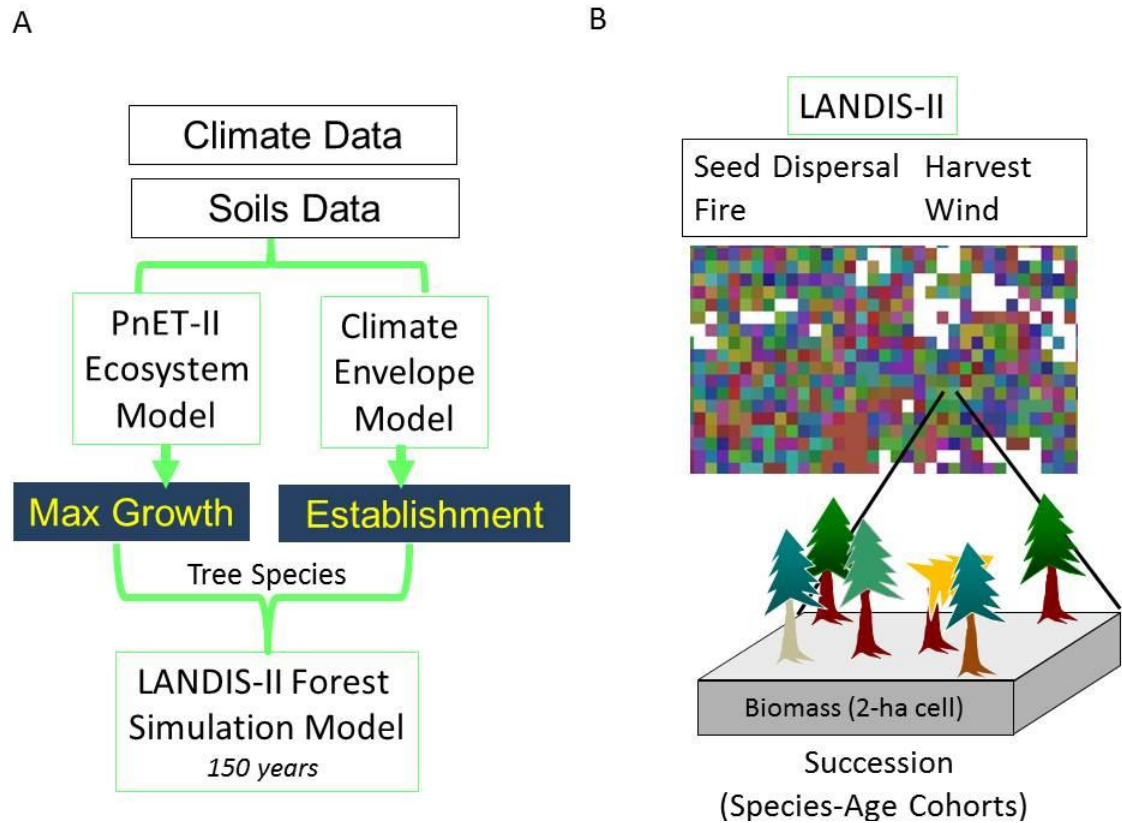 A
Climate Data
Soils Data
PnET-II
Ecosystem
Model
Climate
Envelope
Model
Max Growth
Establishment
Tree Species
LANDIS-II Forest
Simulation Model
150 years
B
LANDIS-II
Seed Dispersal Harvest
Fire Wind
Biomass (2-ha cell)
Succession
(Species-Age Cohorts)